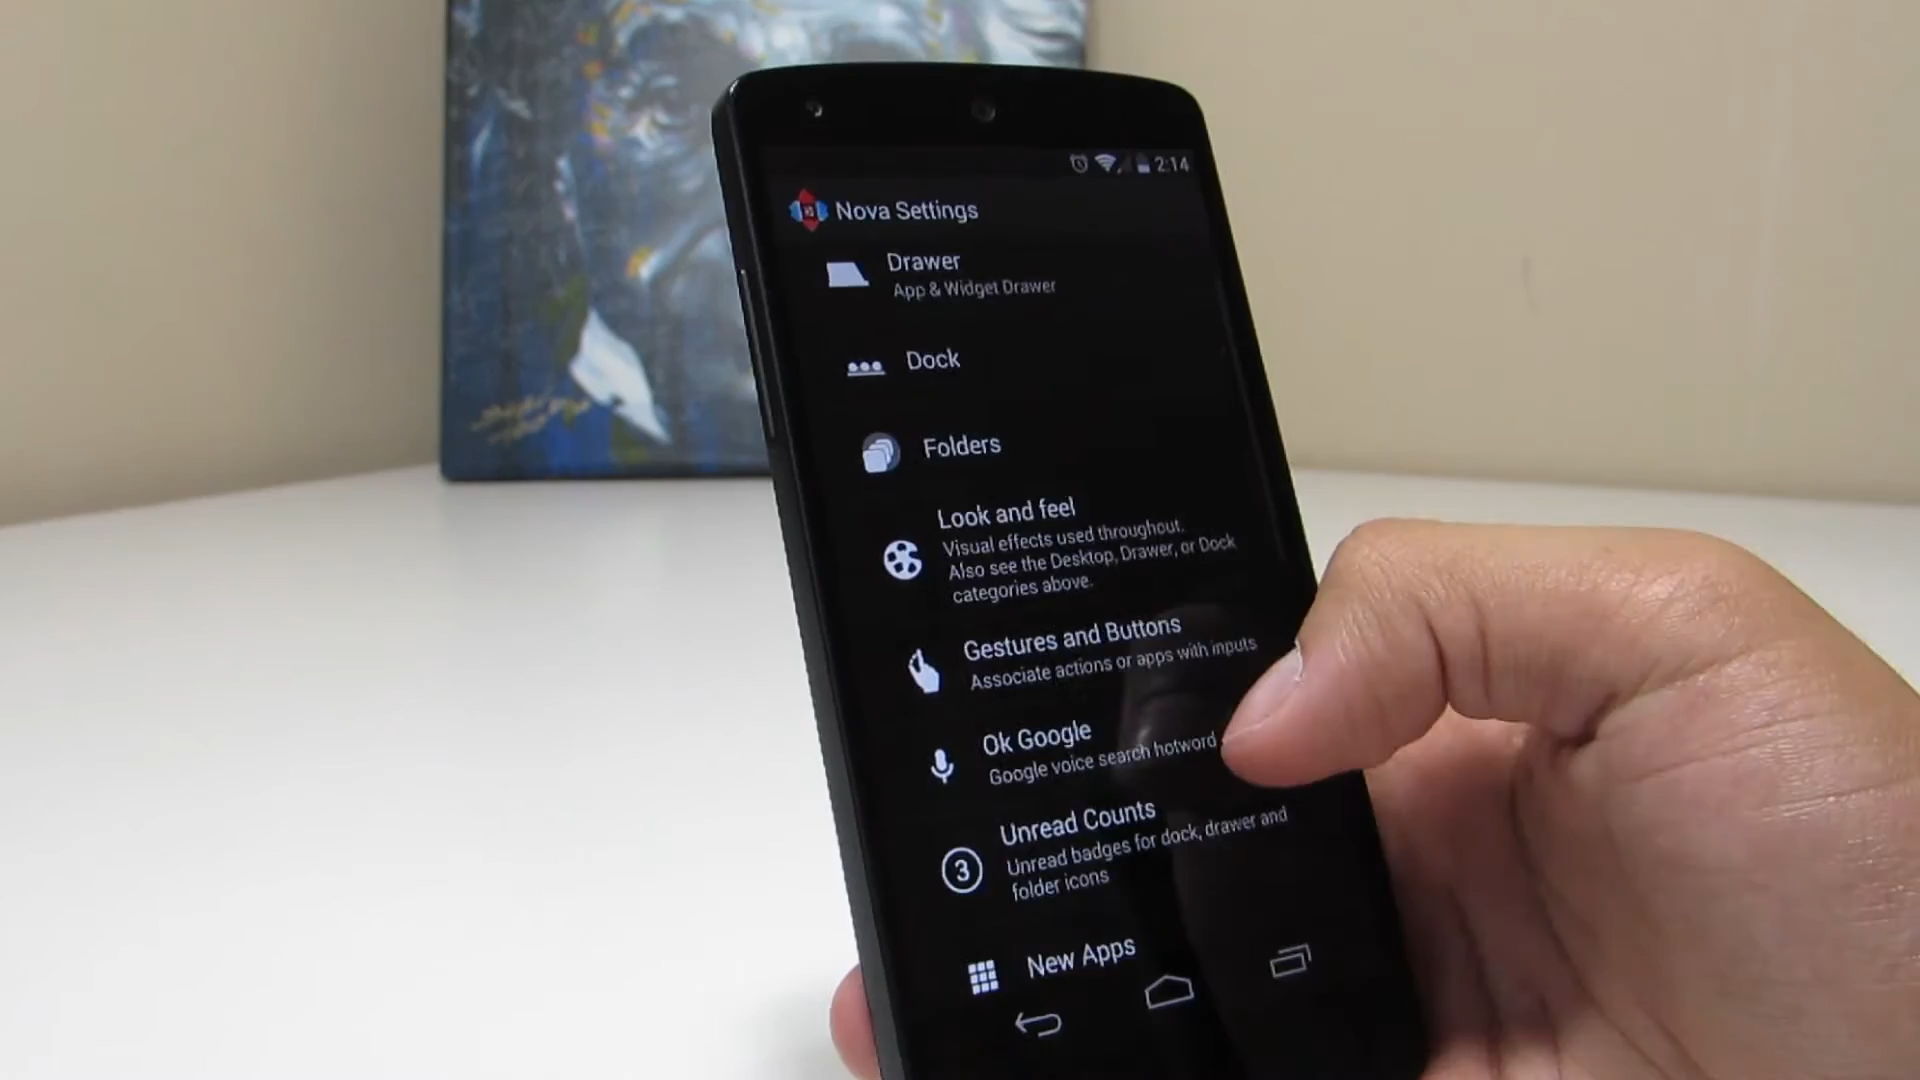 2:14
Nova Settings
Drawer
App & Widget Drawer
Dock
Folders
Look and feel
Visual effects used throughout.
Also see the Desktop, Drawer, or Dock
categories above.
Gestures and Buttons
Associate actions or apps with inputs
Ok Google
Google voice search hotword
Unread Counts
3
Unread badges for dock, drawer and
folder icons
New Apps